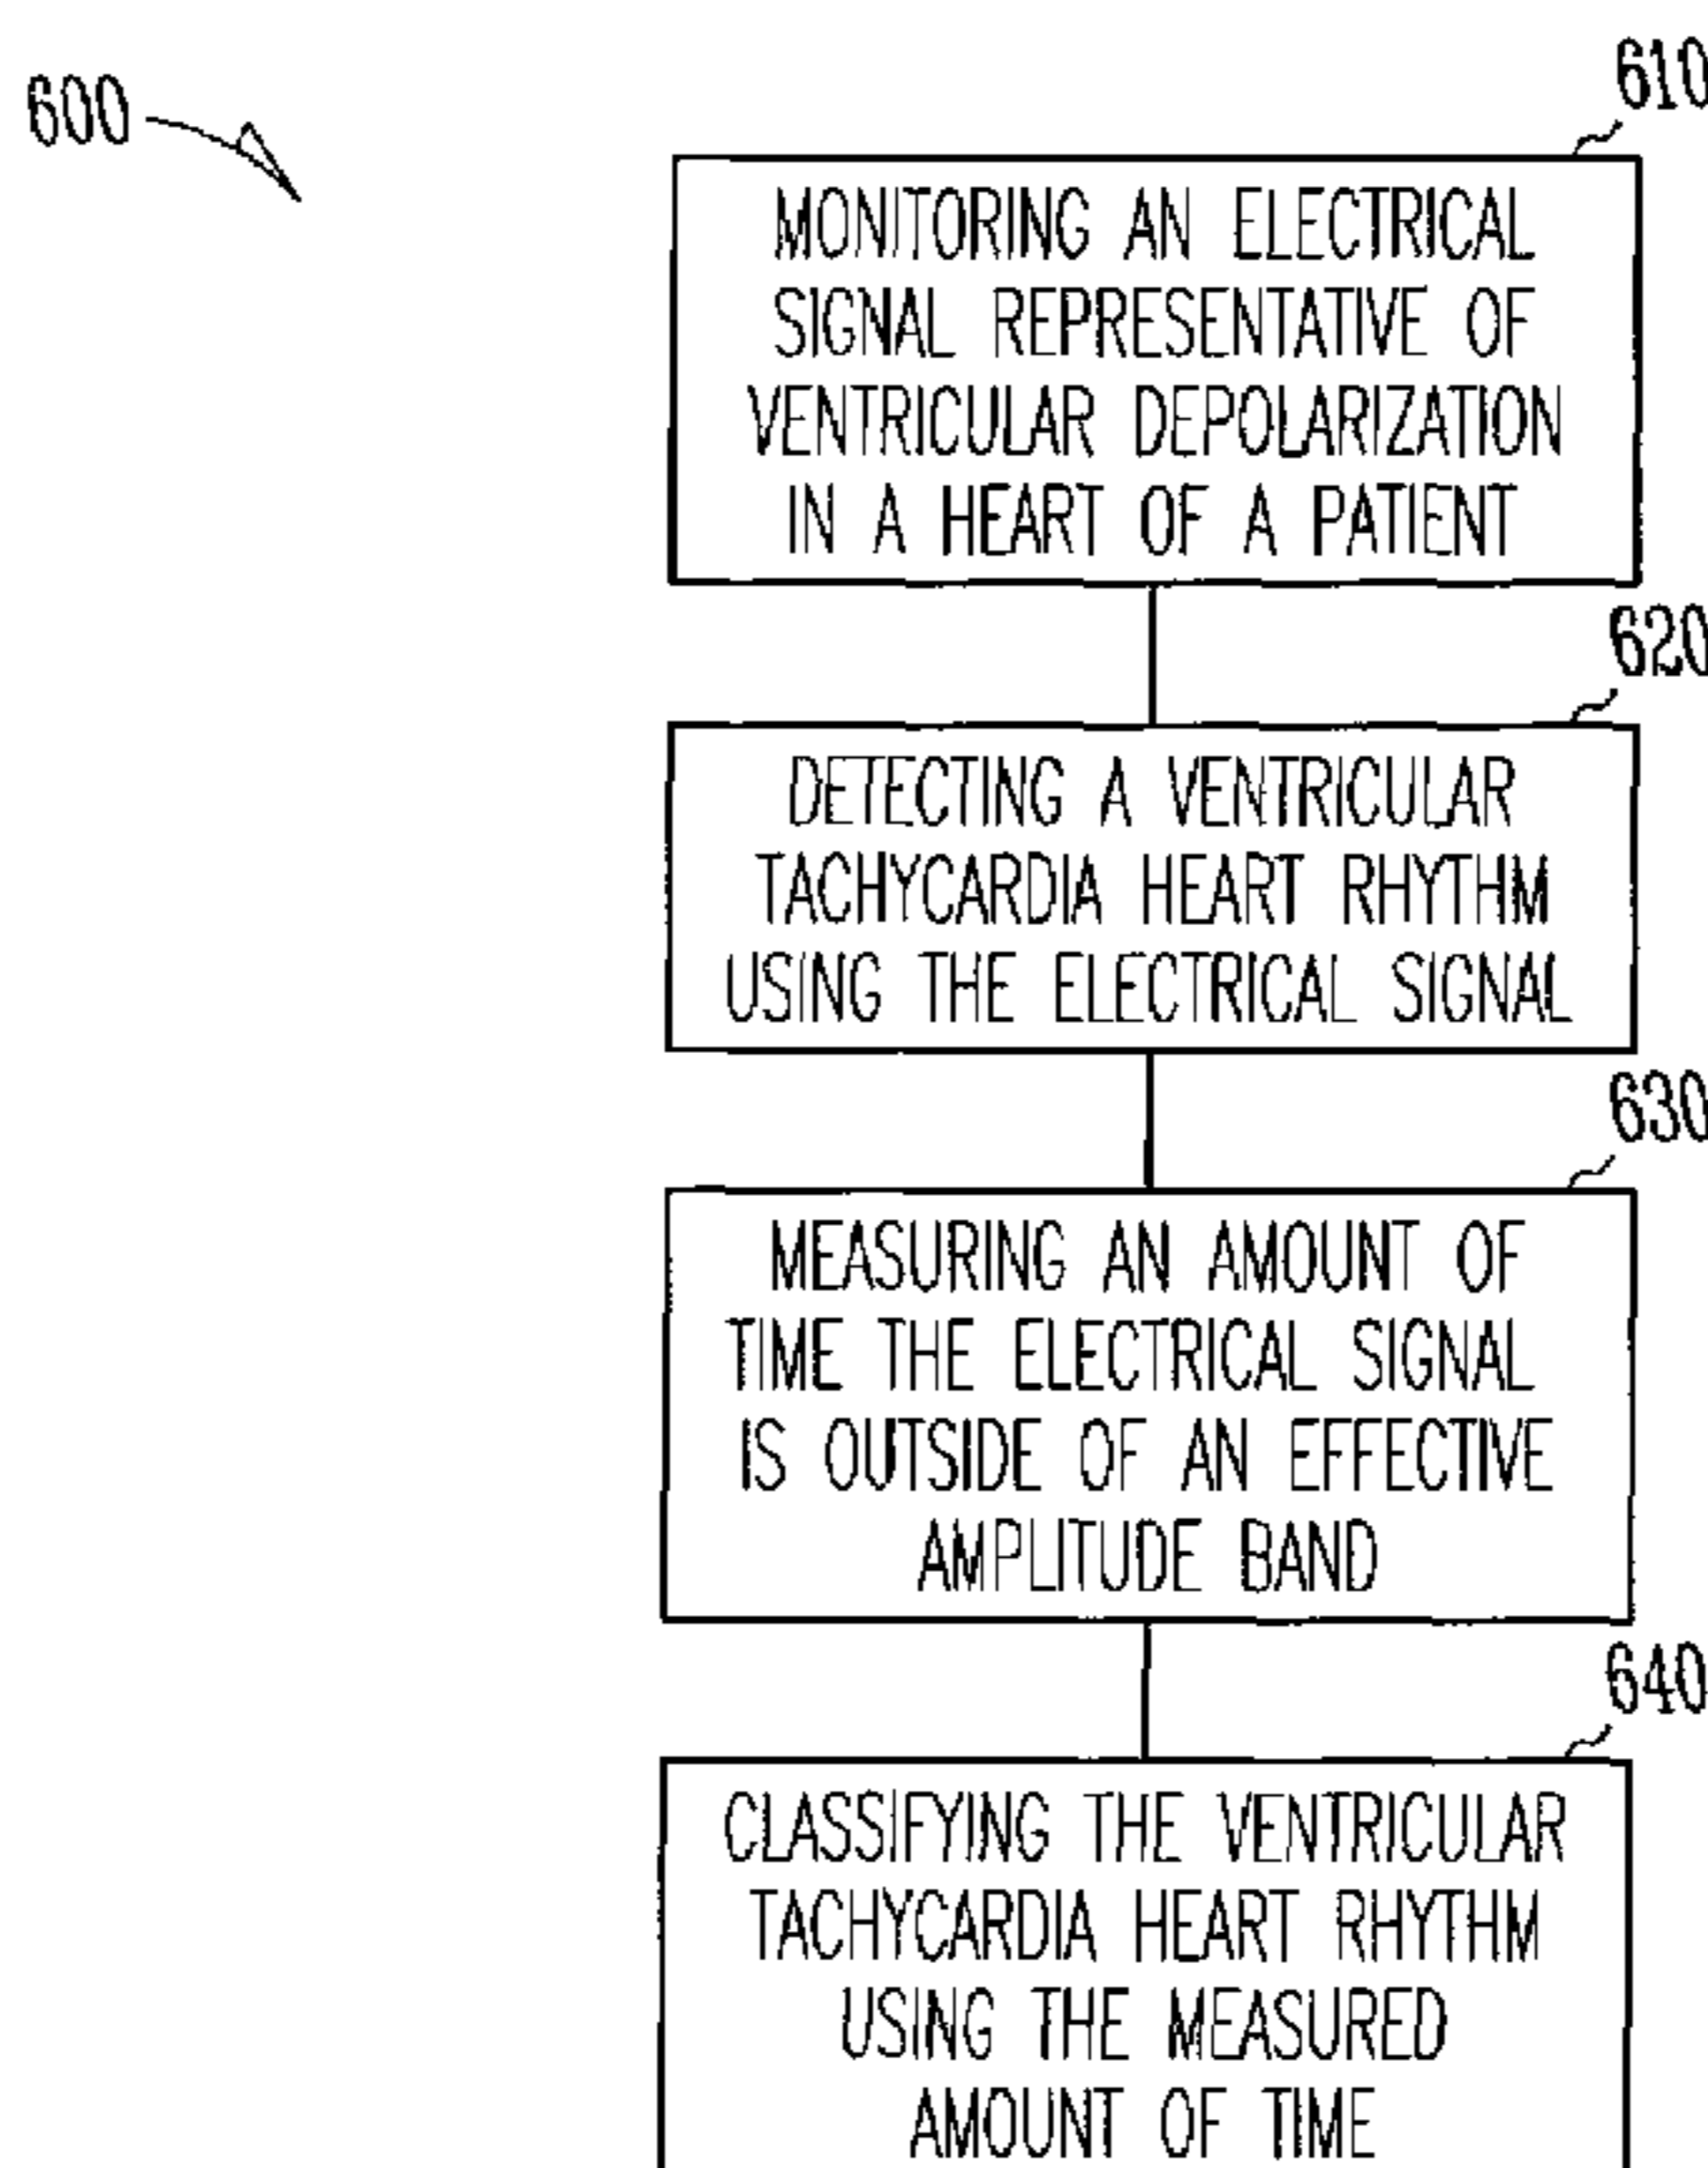 600
610
MONITORING AN ELECTRICAL
SIGNAL REPRESENTATIVE OF
VENTRICULAR DEPOLARIZATION
IN A HEART OF A PATIENT
620
DETECTING A VENTRICULAR
TACHYCARDIA HEART RHYTHM
USING THE ELECTRICAL SIGNAL
630
MEASURING AN AMOUNT OF
TIME THE ELECTRICAL SIGNAL
IS OUTSIDE OF AN EFFECTIVE
AMPLITUDE BAND
640
CLASSIFYING THE VENTRICULAR
TACHYCARDIA HEART RHYTHM
USING THE MEASURED
AMOUNT OF TIME